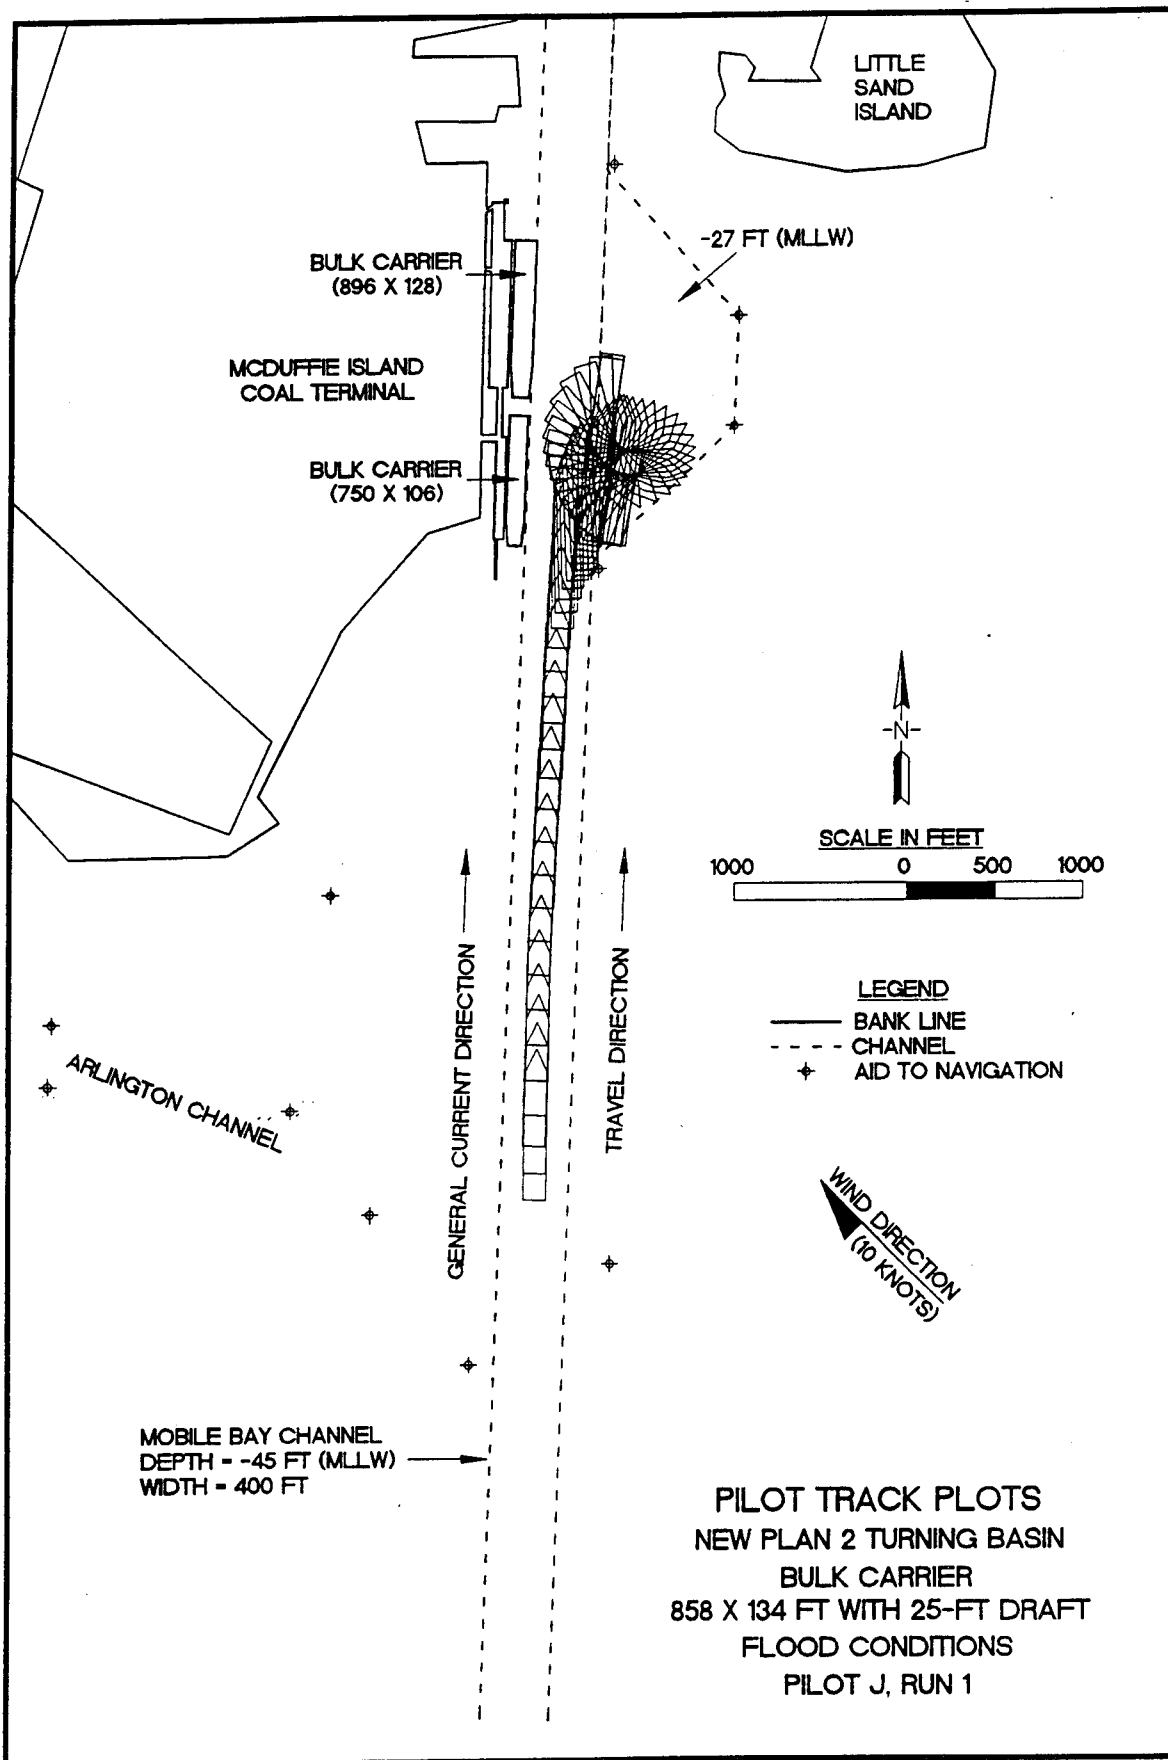 LITTLE
SAND
ISLAND
-27 FT (MLLW)
BULK CARRIER
(896 X 128)
MCDUFFIE ISLAND
COAL TERMINAL
BULK CARRIER
(750 X 106)
-N-
SCALE IN FEET
1000 0 500 1000
LEGEND
BANK LINE
CHANNEL
AID TO NAVIGATION
GENERAL CURRENT DIRECTION
TRAVEL DIRECTION
ARLINGTON CHANNEL
WIND DIRECTION
(10 KNOTS)
MOBILE BAY CHANNEL
DEPTH = -45 FT (MLLW)
WIDTH = 400 FT
PILOT TRACK PLOTS
NEW PLAN 2 TURNING BASIN
BULK CARRIER
858 X 134 FT WITH 25-FT DRAFT
FLOOD CONDITIONS
PILOT J, RUN 1